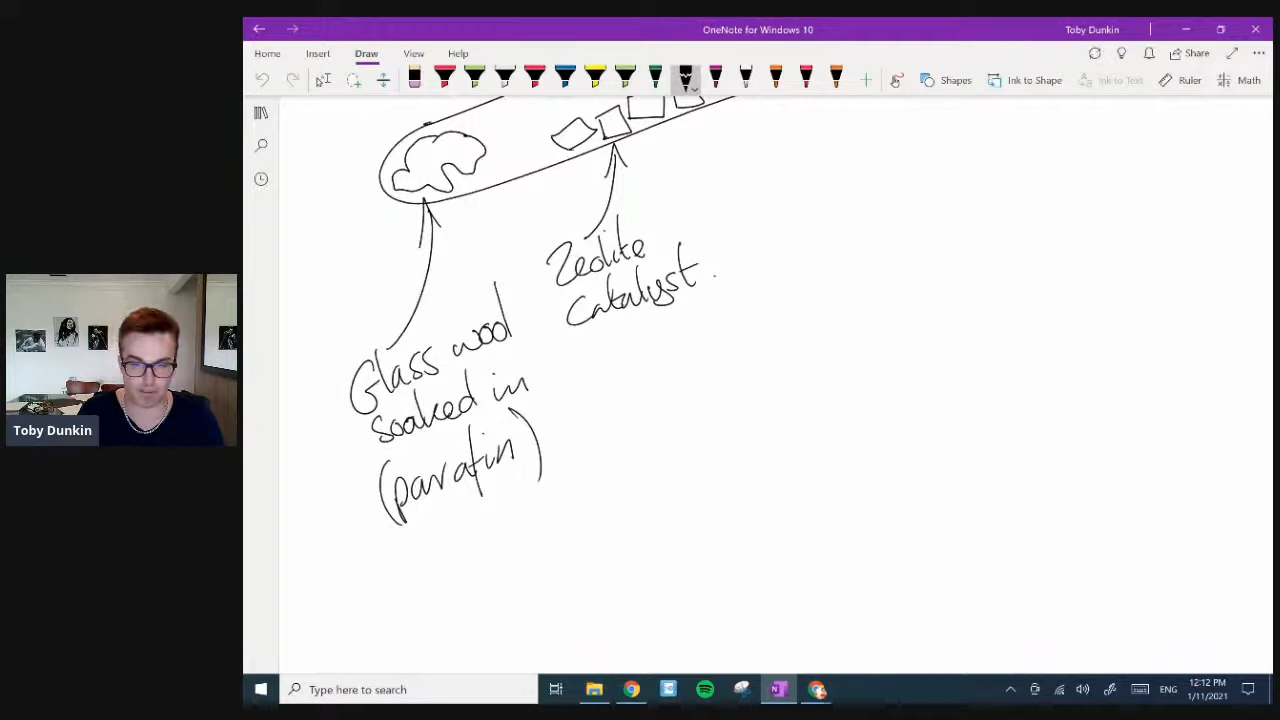 OneNote for Windows 10
Toby Dunkin
Home Insert Draw View Help
Share
Shapes
Ink to Shape
Ink to Text
Ruler
Math
Zeolite
catalyst.
Glass wool
soaked in
(parafin)
Toby Dunkin
Type here to search
ENG
12:12 PM
1/11/2021